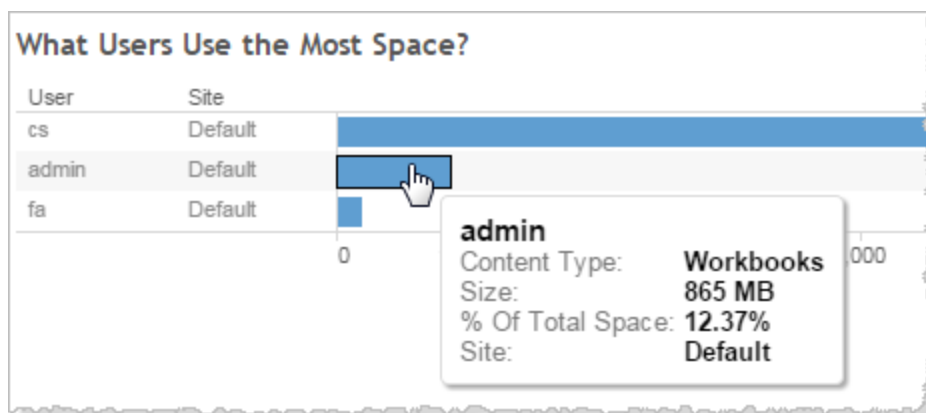 What Users Use the Most Space?
User Site
cs Default
admin Default
fa Default
0 ,000
admin
Content Type: Workbooks
Size: 865 MB
% Of Total Space: 12.37%
Site: Default